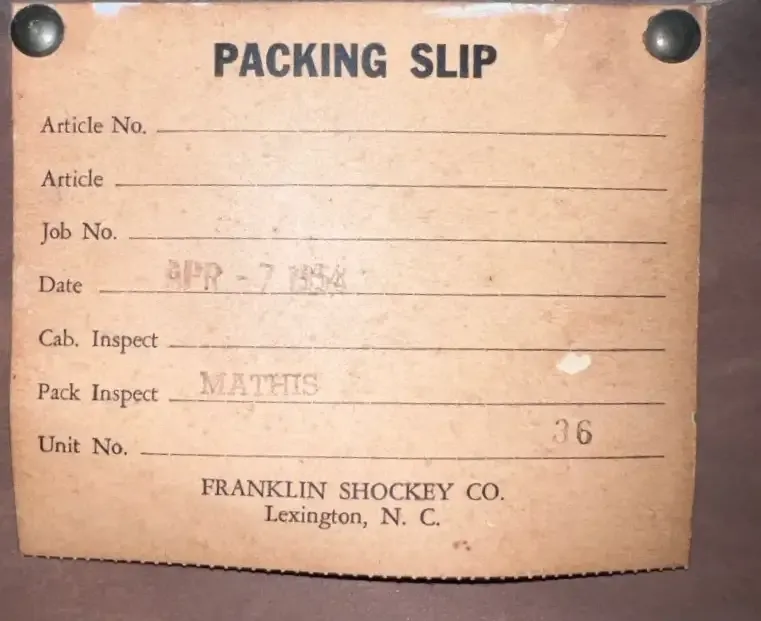 PACKING SLIP
Article No.
Article
Job No.
Date APR - 7 1954
Cab. Inspect
Pack Inspect MATHIS
Unit No. 36
FRANKLIN SHOCKEY CO.
Lexington, N. C.